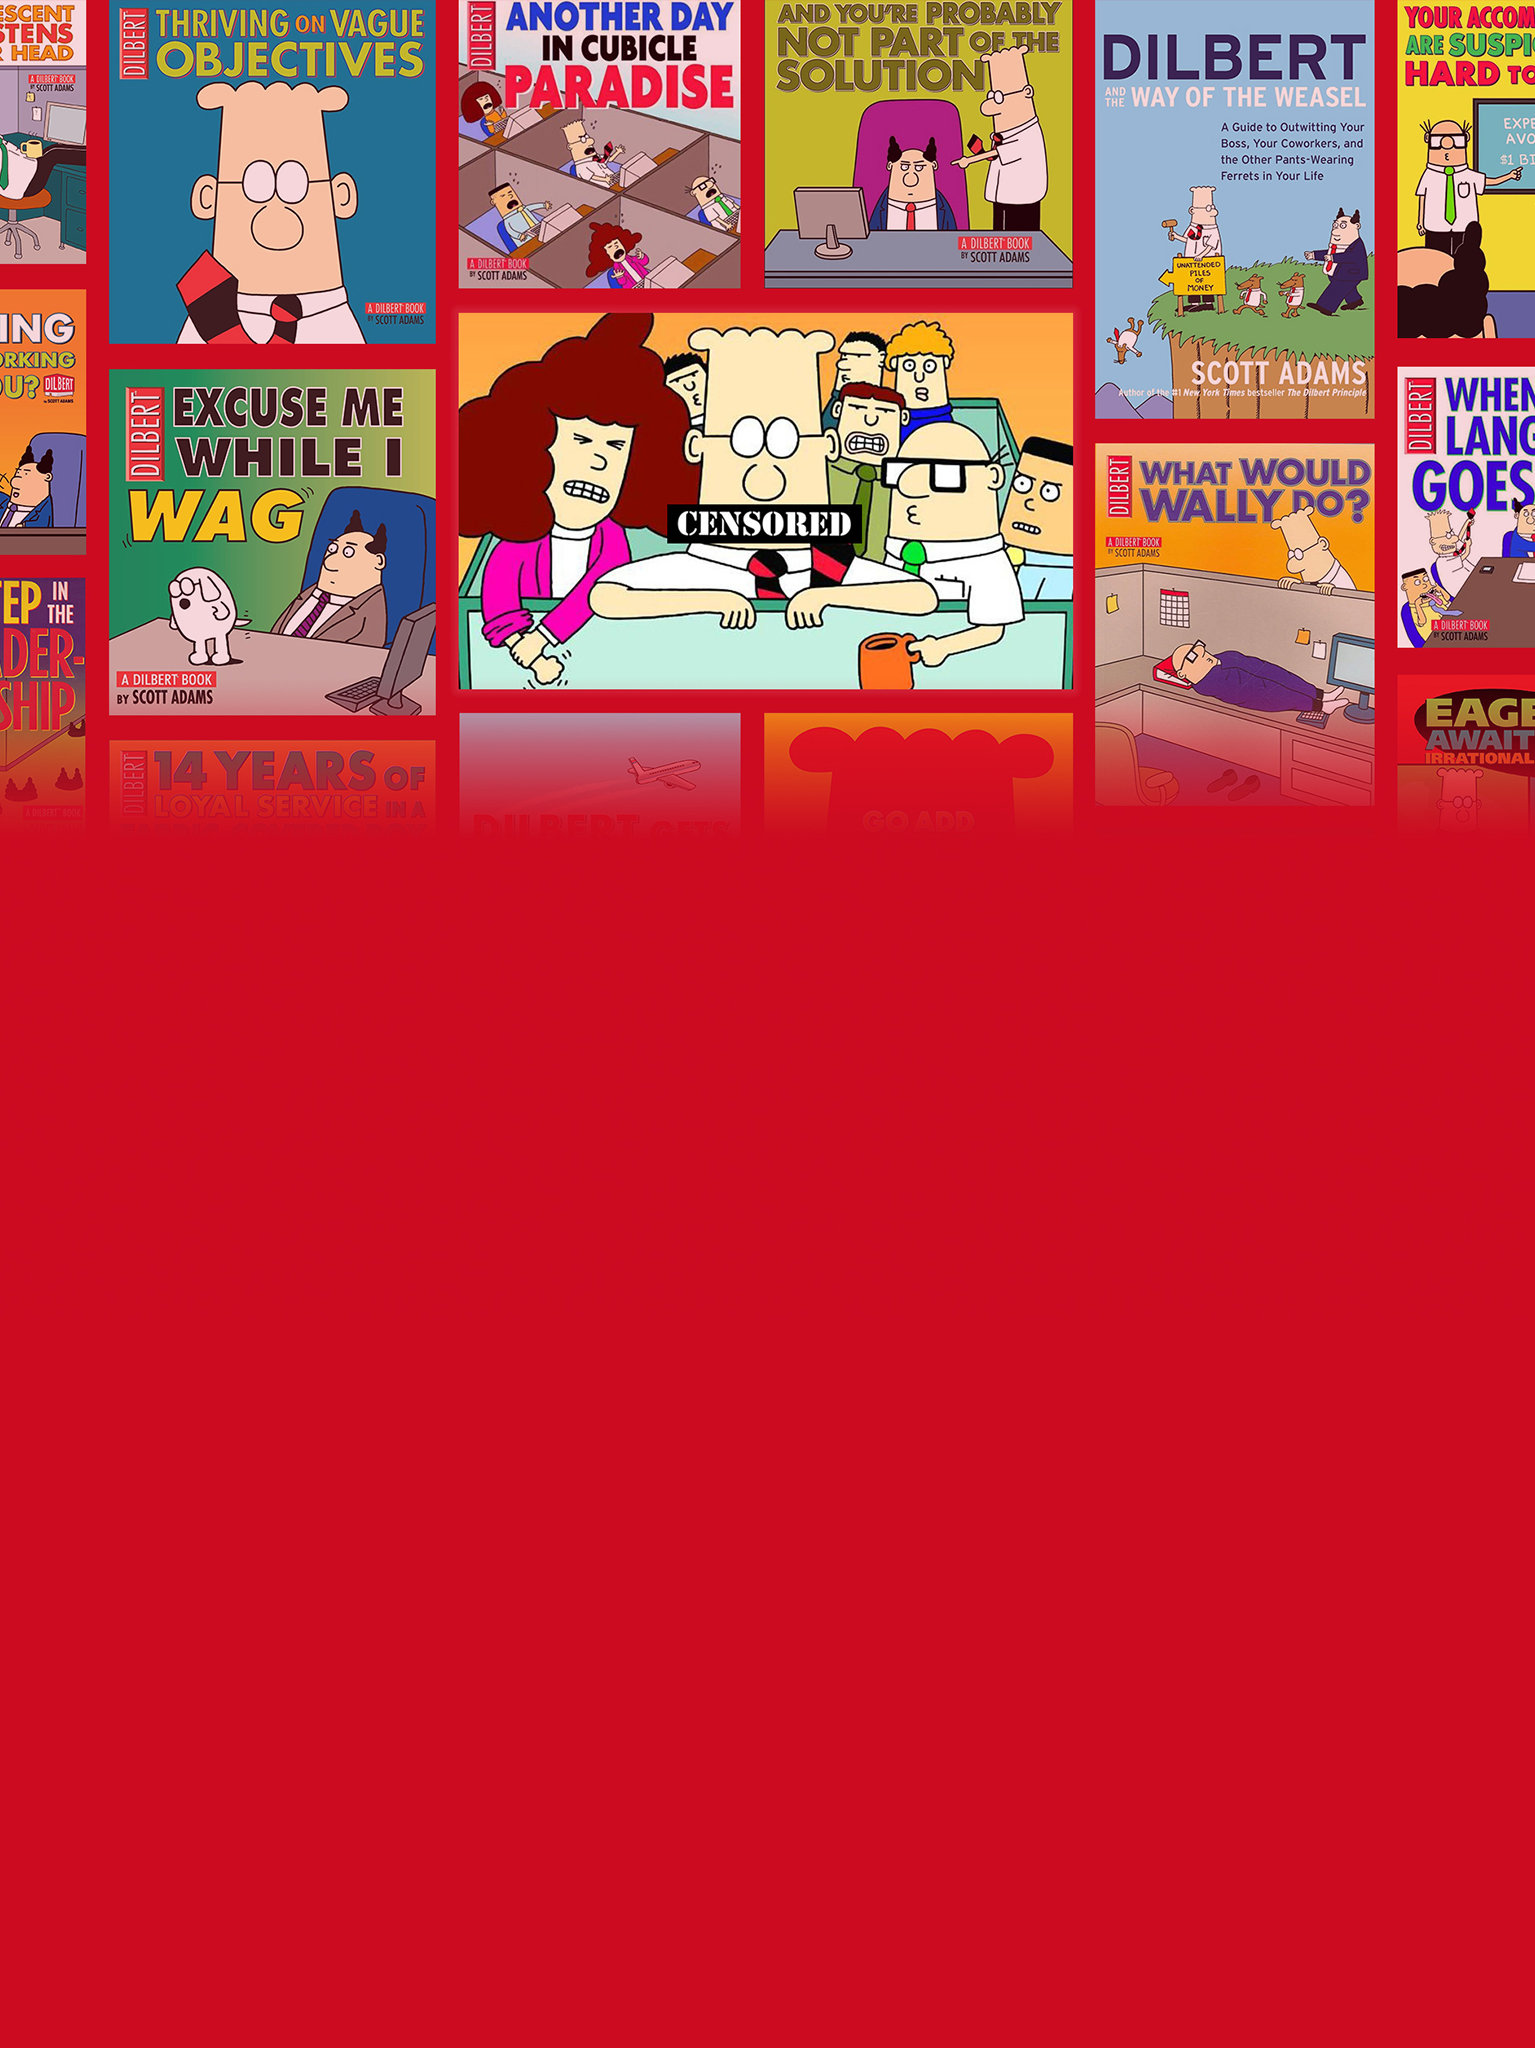 ESCENT
STENS
R HEAD
A DILBERT BOOK
BY SCOTT ADAMS
DILBERT
THRIVING ON VAGUE
OBJECTIVES
A DILBERT BOOK
BY SCOTT ADAMS
DILBERT
ANOTHER DAY
IN CUBICLE
PARADISE
A DILBERT BOOK
BY SCOTT ADAMS
AND YOU'RE PROBABLY
NOT PART OF THE
SOLUTION
A DILBERT BOOK
BY SCOTT ADAMS
DILBERT
AND THE WAY OF THE WEASEL
A Guide to Outwitting Your
Boss, Your Coworkers, and
the Other Pants-Wearing
Ferrets in Your Life
UNATTENDED
PILES
OF
MONEY
SCOTT ADAMS
Author of the #1 New York Times bestseller The Dilbert Principle
YOUR ACCOM
ARE SUSPIC
HARD TO
EXPE
AVO
$1 BI
ING
ORKING
OU?
DILBERT
BY SCOTT ADAMS
DILBERT
EXCUSE ME
WHILE I
WAG
A DILBERT BOOK
BY SCOTT ADAMS
CENSORED
DILBERT
WHAT WOULD
WALLY DO?
A DILBERT BOOK
BY SCOTT ADAMS
DILBERT
WHEN
LANG
GOES
A DILBERT BOOK
BY SCOTT ADAMS
TEP IN
THE
ADER-
SHIP
A DILBERT BOOK
DILBERT
14 YEARS OF
LOYAL SERVICE IN A
DILBERT GETS
GO ADD
EAGE
AWAIT
IRRATIONAL